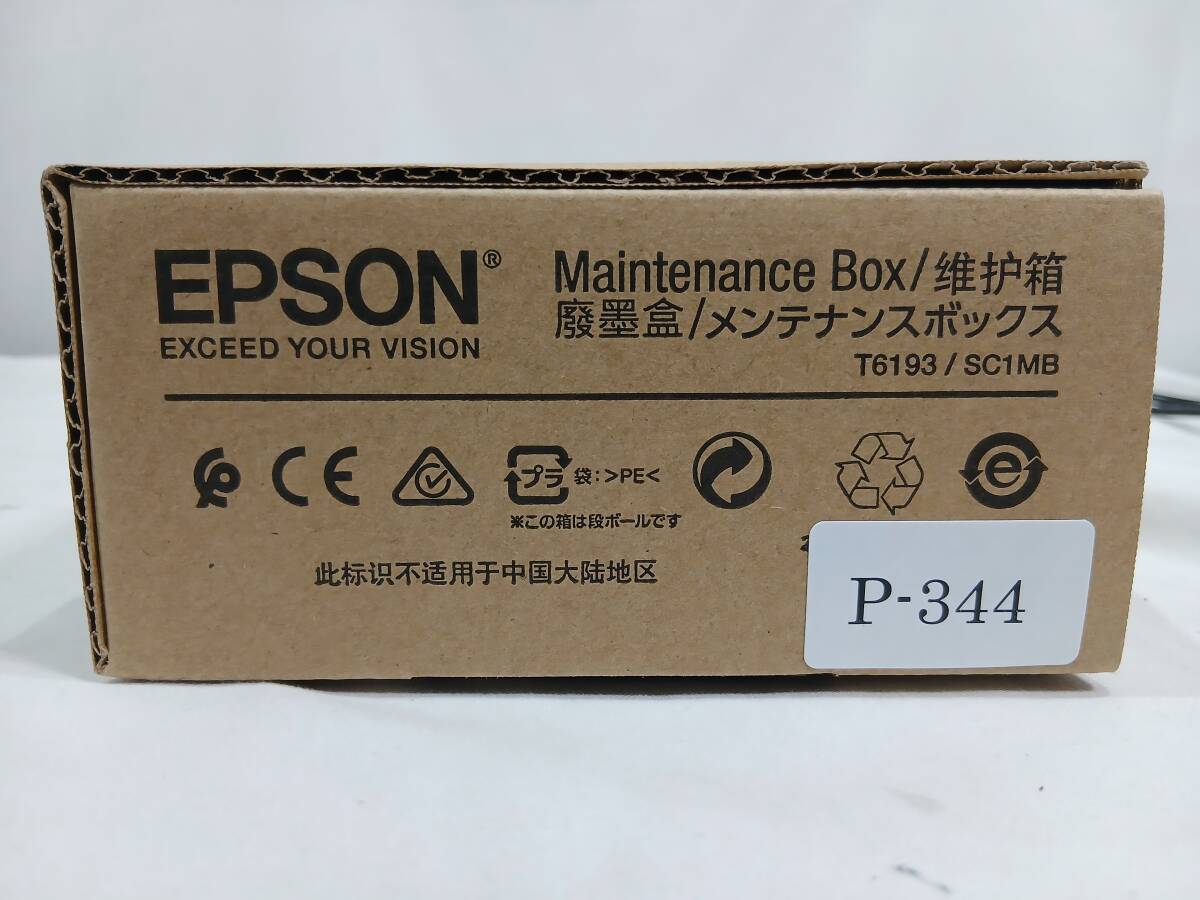 EPSON®
EXCEED YOUR VISION
Maintenance Box/维护箱
廢墨盒/メンテナンスボックス
T6193 / SC1MB
CE
プラ 袋:>PE<
※この箱は段ボールです
e
此标识不适用于中国大陆地区
P-344